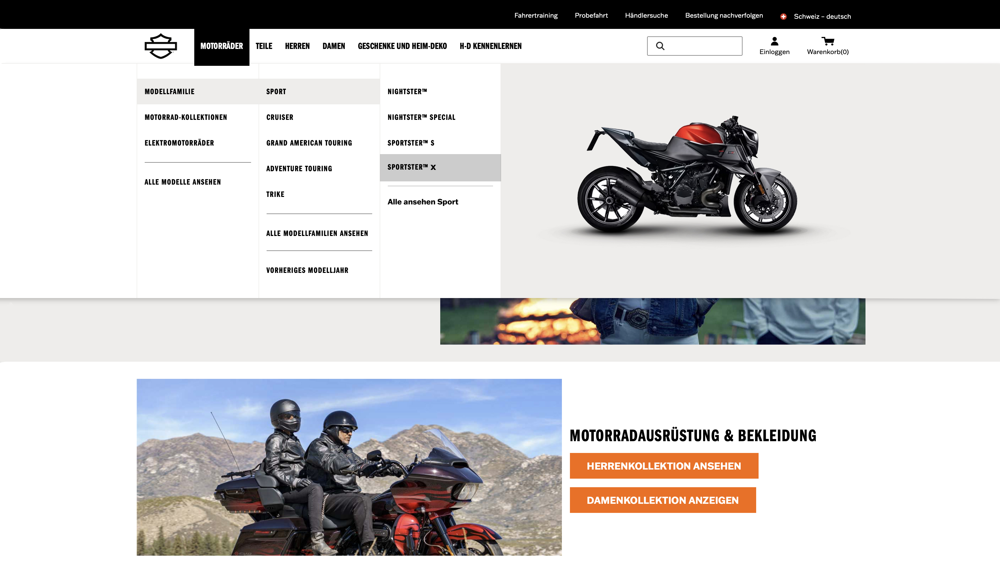 Fahrertraining Probefahrt Händlersuche Bestellung nachverfolgen Schweiz – deutsch
MOTORRÄDER TEILE HERREN DAMEN GESCHENKE UND HEIM-DEKO H-D KENNENLERNEN
Einloggen Warenkorb(0)
MODELLFAMILIE
MOTORRAD-KOLLEKTIONEN
ELEKTROMOTORRÄDER
ALLE MODELLE ANSEHEN
SPORT
CRUISER
GRAND AMERICAN TOURING
ADVENTURE TOURING
TRIKE
ALLE MODELLFAMILIEN ANSEHEN
VORHERIGES MODELLJAHR
NIGHTSTER™
NIGHTSTER™ SPECIAL
SPORTSTER™ S
SPORTSTER™ X
Alle ansehen Sport
MOTORRADAUSRÜSTUNG & BEKLEIDUNG
HERRENKOLLEKTION ANSEHEN
DAMENKOLLEKTION ANZEIGEN
CVO